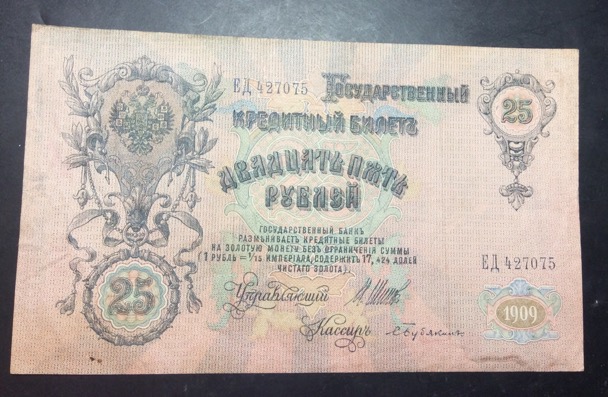 ЕД 427075
Государственный
Кредитный Билетъ
25
Двадцать Пять
Рублей
Государственный Банкъ
размѣниваетъ кредитные билеты
на золотую монету безъ ограниченія суммы
(1 рубль = 1/15 имперіала, содержитъ 17,424 долей
чистаго золота).
ЕД 427075
25
Управляющій
Кассиръ
1909